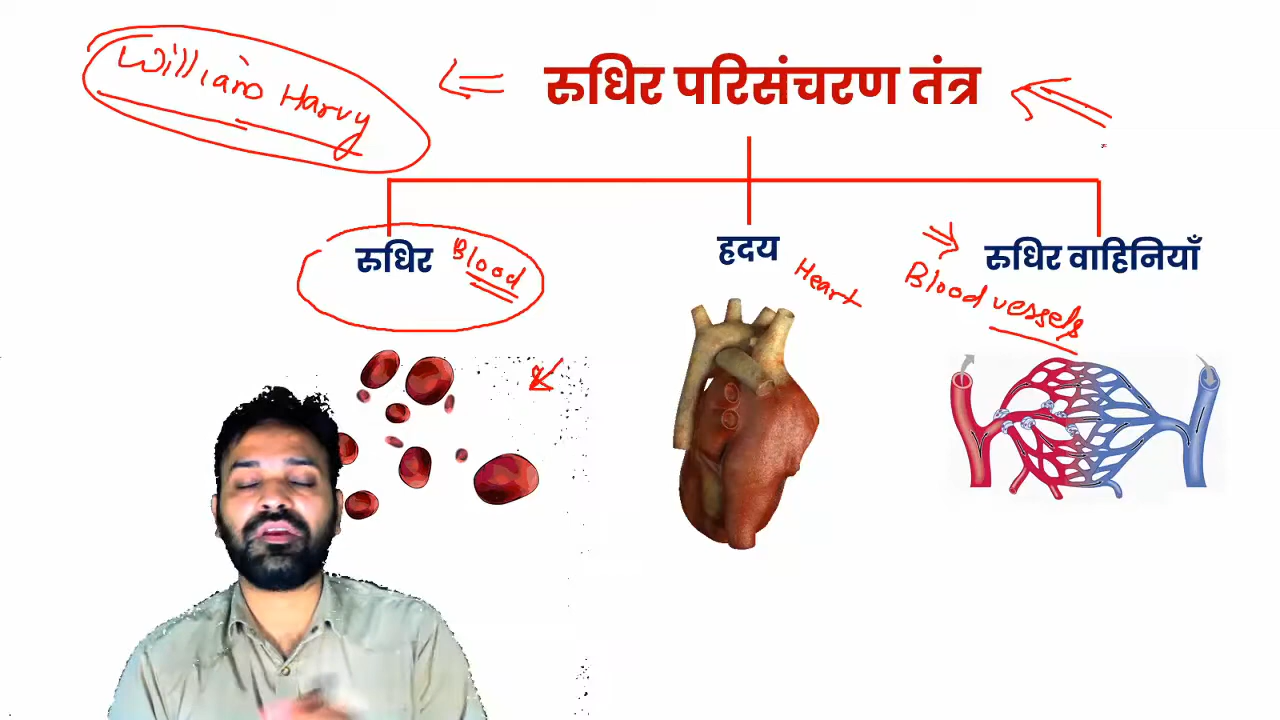 William Harvy
रुधिर परिसंचरण तंत्र
रुधिर Blood
हृदय
Heart
रुधिर वाहिनियाँ
Blood vessels